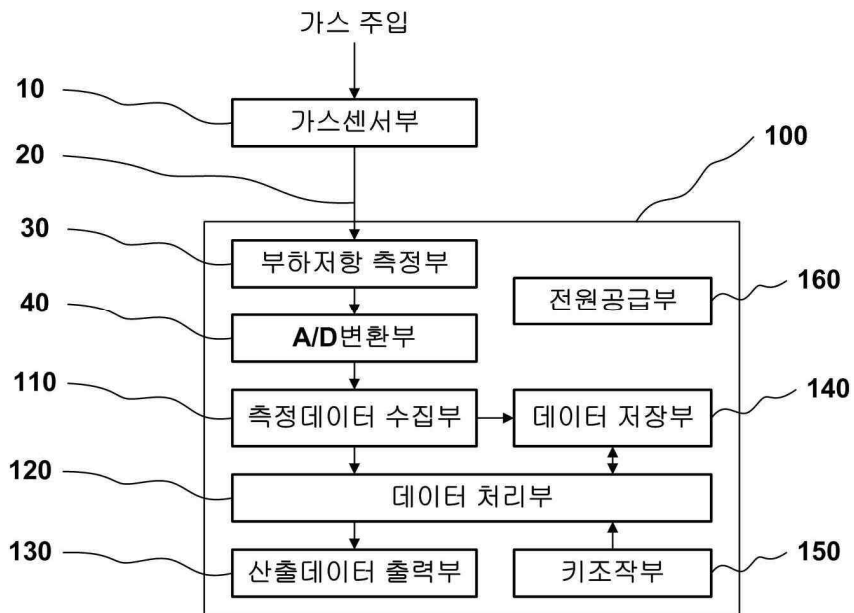 가스 주입
10
가스센서부
20
100
30
부하저항 측정부
160
전원공급부
40
A/D변환부
110
측정데이터 수집부
140
데이터 저장부
120
데이터 처리부
130
산출데이터 출력부
150
키조작부